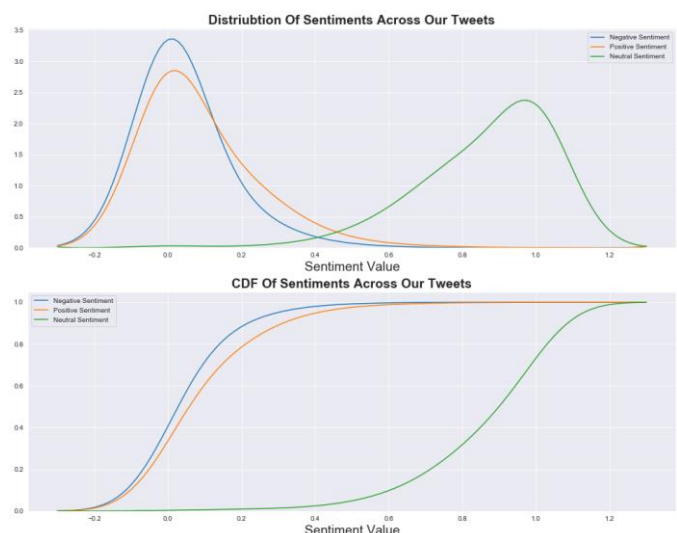 Distriubtion Of Sentiments Across Our Tweets
3.5
3.0
2.5
2.0
1.5
1.0
0.5
0.0
Negative Sentiment
Positive Sentiment
Neutral Sentiment
−0.2 0.0 0.2 0.4 0.6 0.8 1.0 1.2
Sentiment Value
CDF Of Sentiments Across Our Tweets
Negative Sentiment
Positive Sentiment
Neutral Sentiment
1.0
0.8
0.6
0.4
0.2
0.0
−0.2 0.0 0.2 0.4 0.6 0.8 1.0 1.2
Sentiment Value